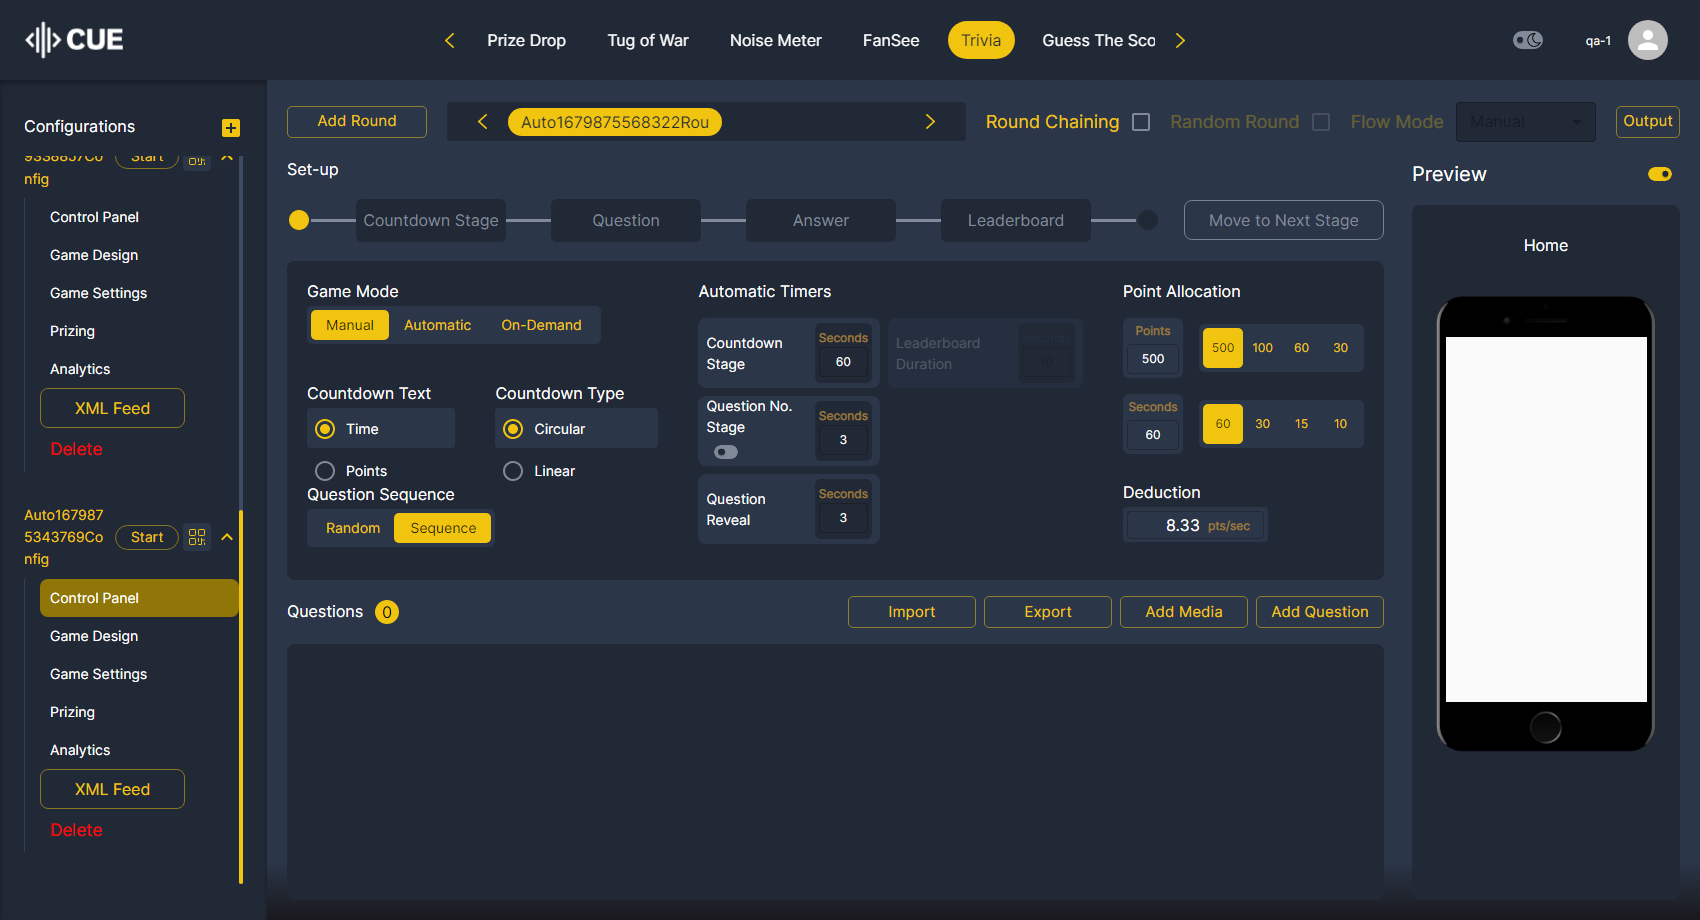 CUE
Prize Drop
Tug of War
Noise Meter
FanSee
Trivia
Guess The Sco
qa-1
Configurations
Add Round
Auto1679875568322Rou
Round Chaining
Random Round
Flow Mode
Manual
Output
9338857Co
nfig
Start
Control Panel
Game Design
Game Settings
Prizing
Analytics
XML Feed
Delete
Auto167987
5343769Co
nfig
Start
Control Panel
Game Design
Game Settings
Prizing
Analytics
XML Feed
Delete
Set-up
Countdown Stage
Question
Answer
Leaderboard
Move to Next Stage
Game Mode
Manual
Automatic
On-Demand
Countdown Text
Time
Points
Countdown Type
Circular
Linear
Question Sequence
Random
Sequence
Automatic Timers
Countdown
Stage
Seconds
60
Leaderboard
Duration
Seconds
10
Question No.
Stage
Seconds
3
Question
Reveal
Seconds
3
Point Allocation
Points
500
500
100
60
30
Seconds
60
60
30
15
10
Deduction
8.33 pts/sec
Questions 0
Import
Export
Add Media
Add Question
Preview
Home